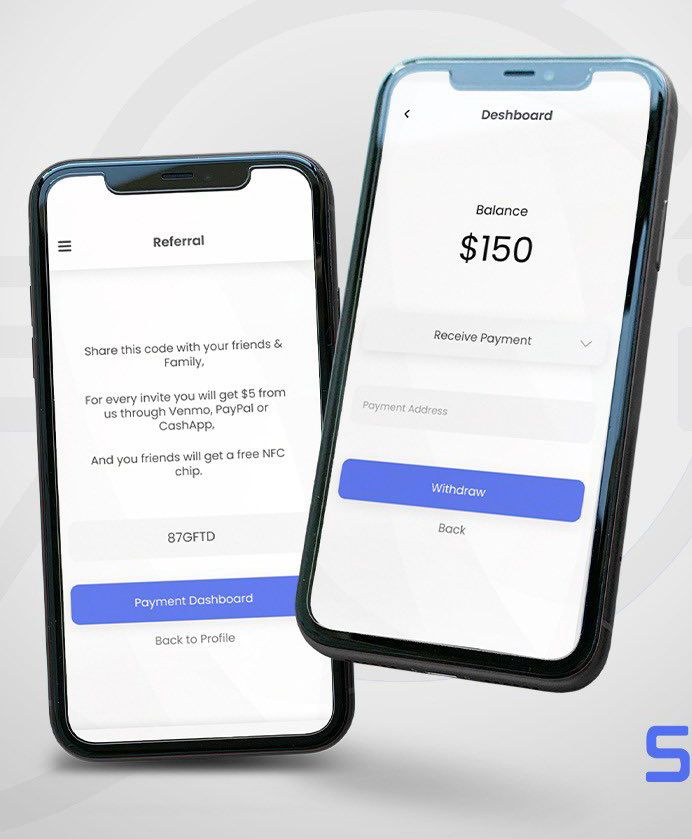 Referral
Share this code with your friends &
Family,
For every invite you will get $5 from
us through Venmo, PayPal or
CashApp,
And you friends will get a free NFC
chip.
87GFTD
Payment Dashboard
Back to Profile
Deshboard
Balance
$150
Receive Payment
Payment Address
Withdraw
Back
S